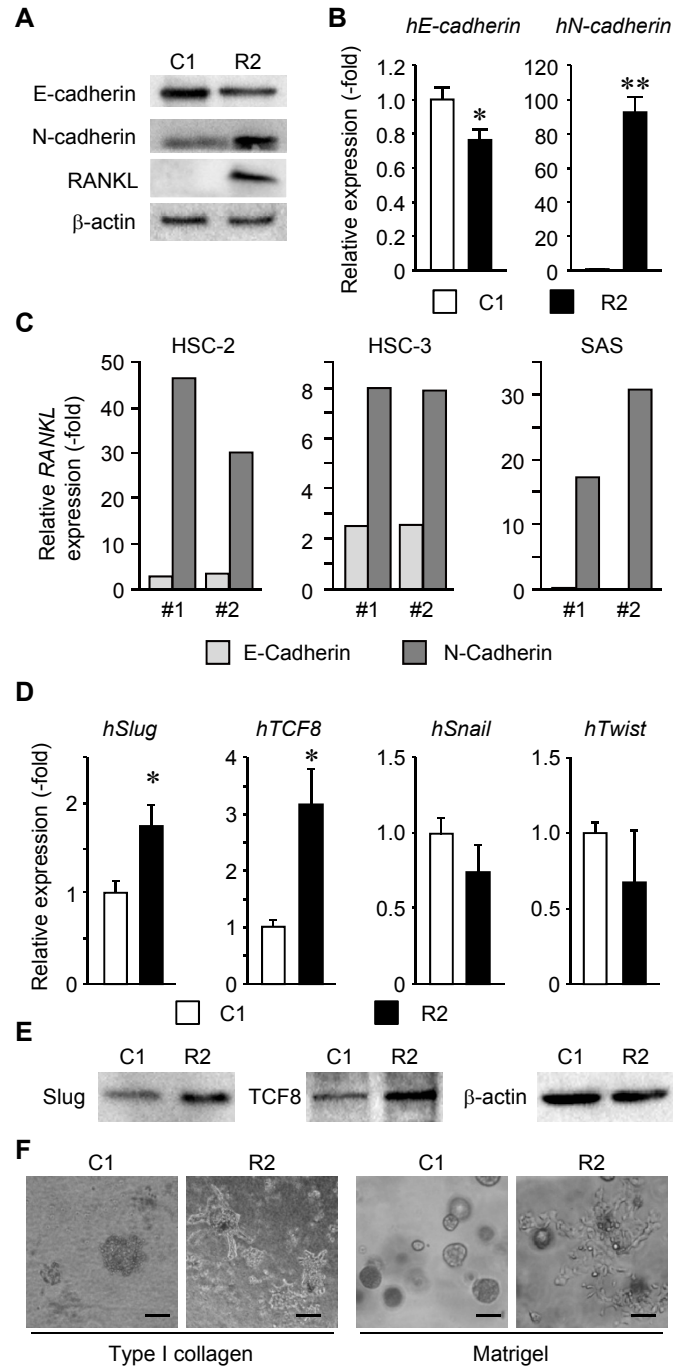 A
C1 R2
E-cadherin
N-cadherin
RANKL
β-actin
B
hE-cadherin hN-cadherin
Relative expression (-fold)
1.2
1.0
0.8
0.6
0.4
0.2
0
*
120
100
80
60
40
20
0
**
C1 R2
C
HSC-2 HSC-3 SAS
Relative RANKL
expression (-fold)
50
40
30
20
10
0
#1 #2
8
6
4
2
0
#1 #2
30
20
10
0
#1 #2
E-Cadherin N-Cadherin
D
hSlug hTCF8 hSnail hTwist
Relative expression (-fold)
2
1
0
*
4
3
2
1
0
*
1.5
1.0
0.5
0
1.5
1.0
0.5
0
C1 R2
E
C1 R2 C1 R2 C1 R2
Slug TCF8 β-actin
F
C1 R2 C1 R2
Type I collagen Matrigel